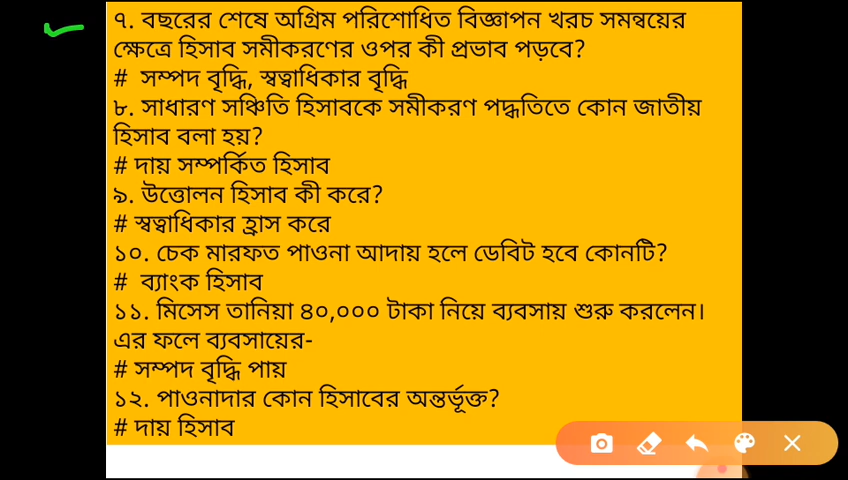 ৭. বছরের শেষে অগ্রিম পরিশোধিত বিজ্ঞাপন খরচ সমন্বয়ের
ক্ষেত্রে হিসাব সমীকরণের ওপর কী প্রভাব পড়বে?
# সম্পদ বৃদ্ধি, স্বত্বাধিকার বৃদ্ধি
৮. সাধারণ সঞ্চিতি হিসাবকে সমীকরণ পদ্ধতিতে কোন জাতীয়
হিসাব বলা হয়?
# দায় সম্পর্কিত হিসাব
৯. উত্তোলন হিসাব কী করে?
# স্বত্বাধিকার হ্রাস করে
১০. চেক মারফত পাওনা আদায় হলে ডেবিট হবে কোনটি?
# ব্যাংক হিসাব
১১. মিসেস তানিয়া ৪০,০০০ টাকা নিয়ে ব্যবসায় শুরু করলেন।
এর ফলে ব্যবসায়ের-
# সম্পদ বৃদ্ধি পায়
১২. পাওনাদার কোন হিসাবের অন্তর্ভূক্ত?
# দায় হিসাব